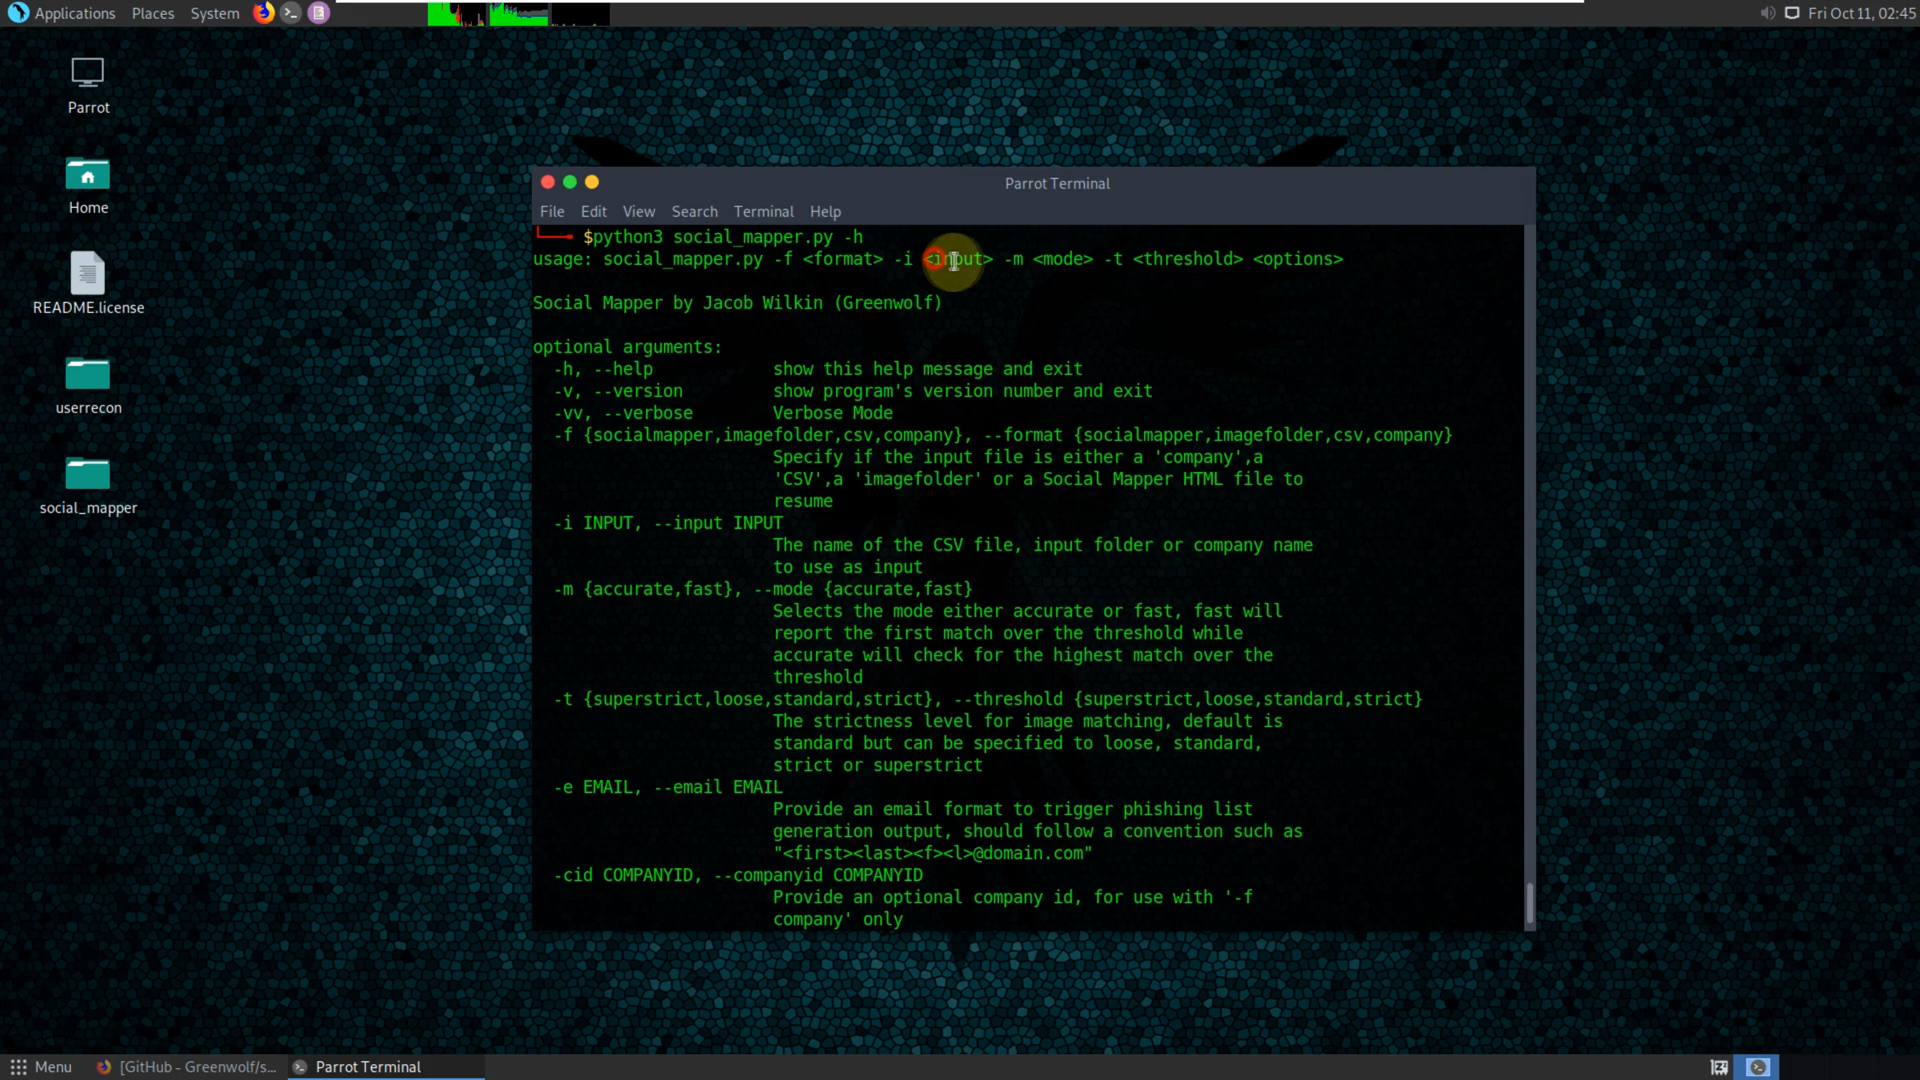 Applications Places System Fri Oct 11, 02:45
Parrot
Home
README.license
userrecon
social_mapper
Parrot Terminal
File Edit View Search Terminal Help
$python3 social_mapper.py -h
usage: social_mapper.py -f <format> -i <input> -m <mode> -t <threshold> <options>
Social Mapper by Jacob Wilkin (Greenwolf)
optional arguments:
-h, --help show this help message and exit
-v, --version show program's version number and exit
-vv, --verbose Verbose Mode
-f {socialmapper,imagefolder,csv,company}, --format {socialmapper,imagefolder,csv,company}
Specify if the input file is either a 'company',a
'CSV',a 'imagefolder' or a Social Mapper HTML file to
resume
-i INPUT, --input INPUT
The name of the CSV file, input folder or company name
to use as input
-m {accurate,fast}, --mode {accurate,fast}
Selects the mode either accurate or fast, fast will
report the first match over the threshold while
accurate will check for the highest match over the
threshold
-t {superstrict,loose,standard,strict}, --threshold {superstrict,loose,standard,strict}
The strictness level for image matching, default is
standard but can be specified to loose, standard,
strict or superstrict
-e EMAIL, --email EMAIL
Provide an email format to trigger phishing list
generation output, should follow a convention such as
"<first><last><f><l>@domain.com"
-cid COMPANYID, --companyid COMPANYID
Provide an optional company id, for use with '-f
company' only
Menu [GitHub - Greenwolf/s... Parrot Terminal